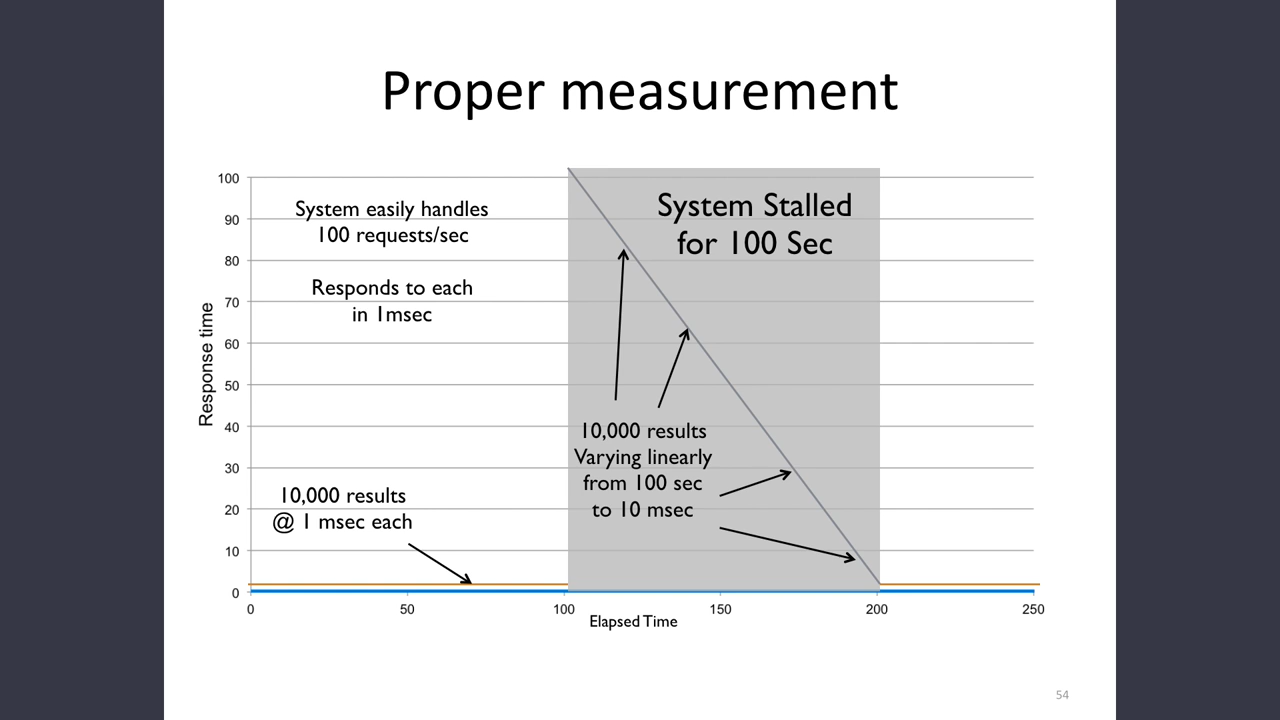 Proper measurement
100
90
80
70
60
50
40
30
20
10
0
Response time
System easily handles
100 requests/sec
Responds to each
in 1msec
System Stalled
for 100 Sec
10,000 results
Varying linearly
from 100 sec
to 10 msec
10,000 results
@ 1 msec each
0
50
100
150
200
250
Elapsed Time
54